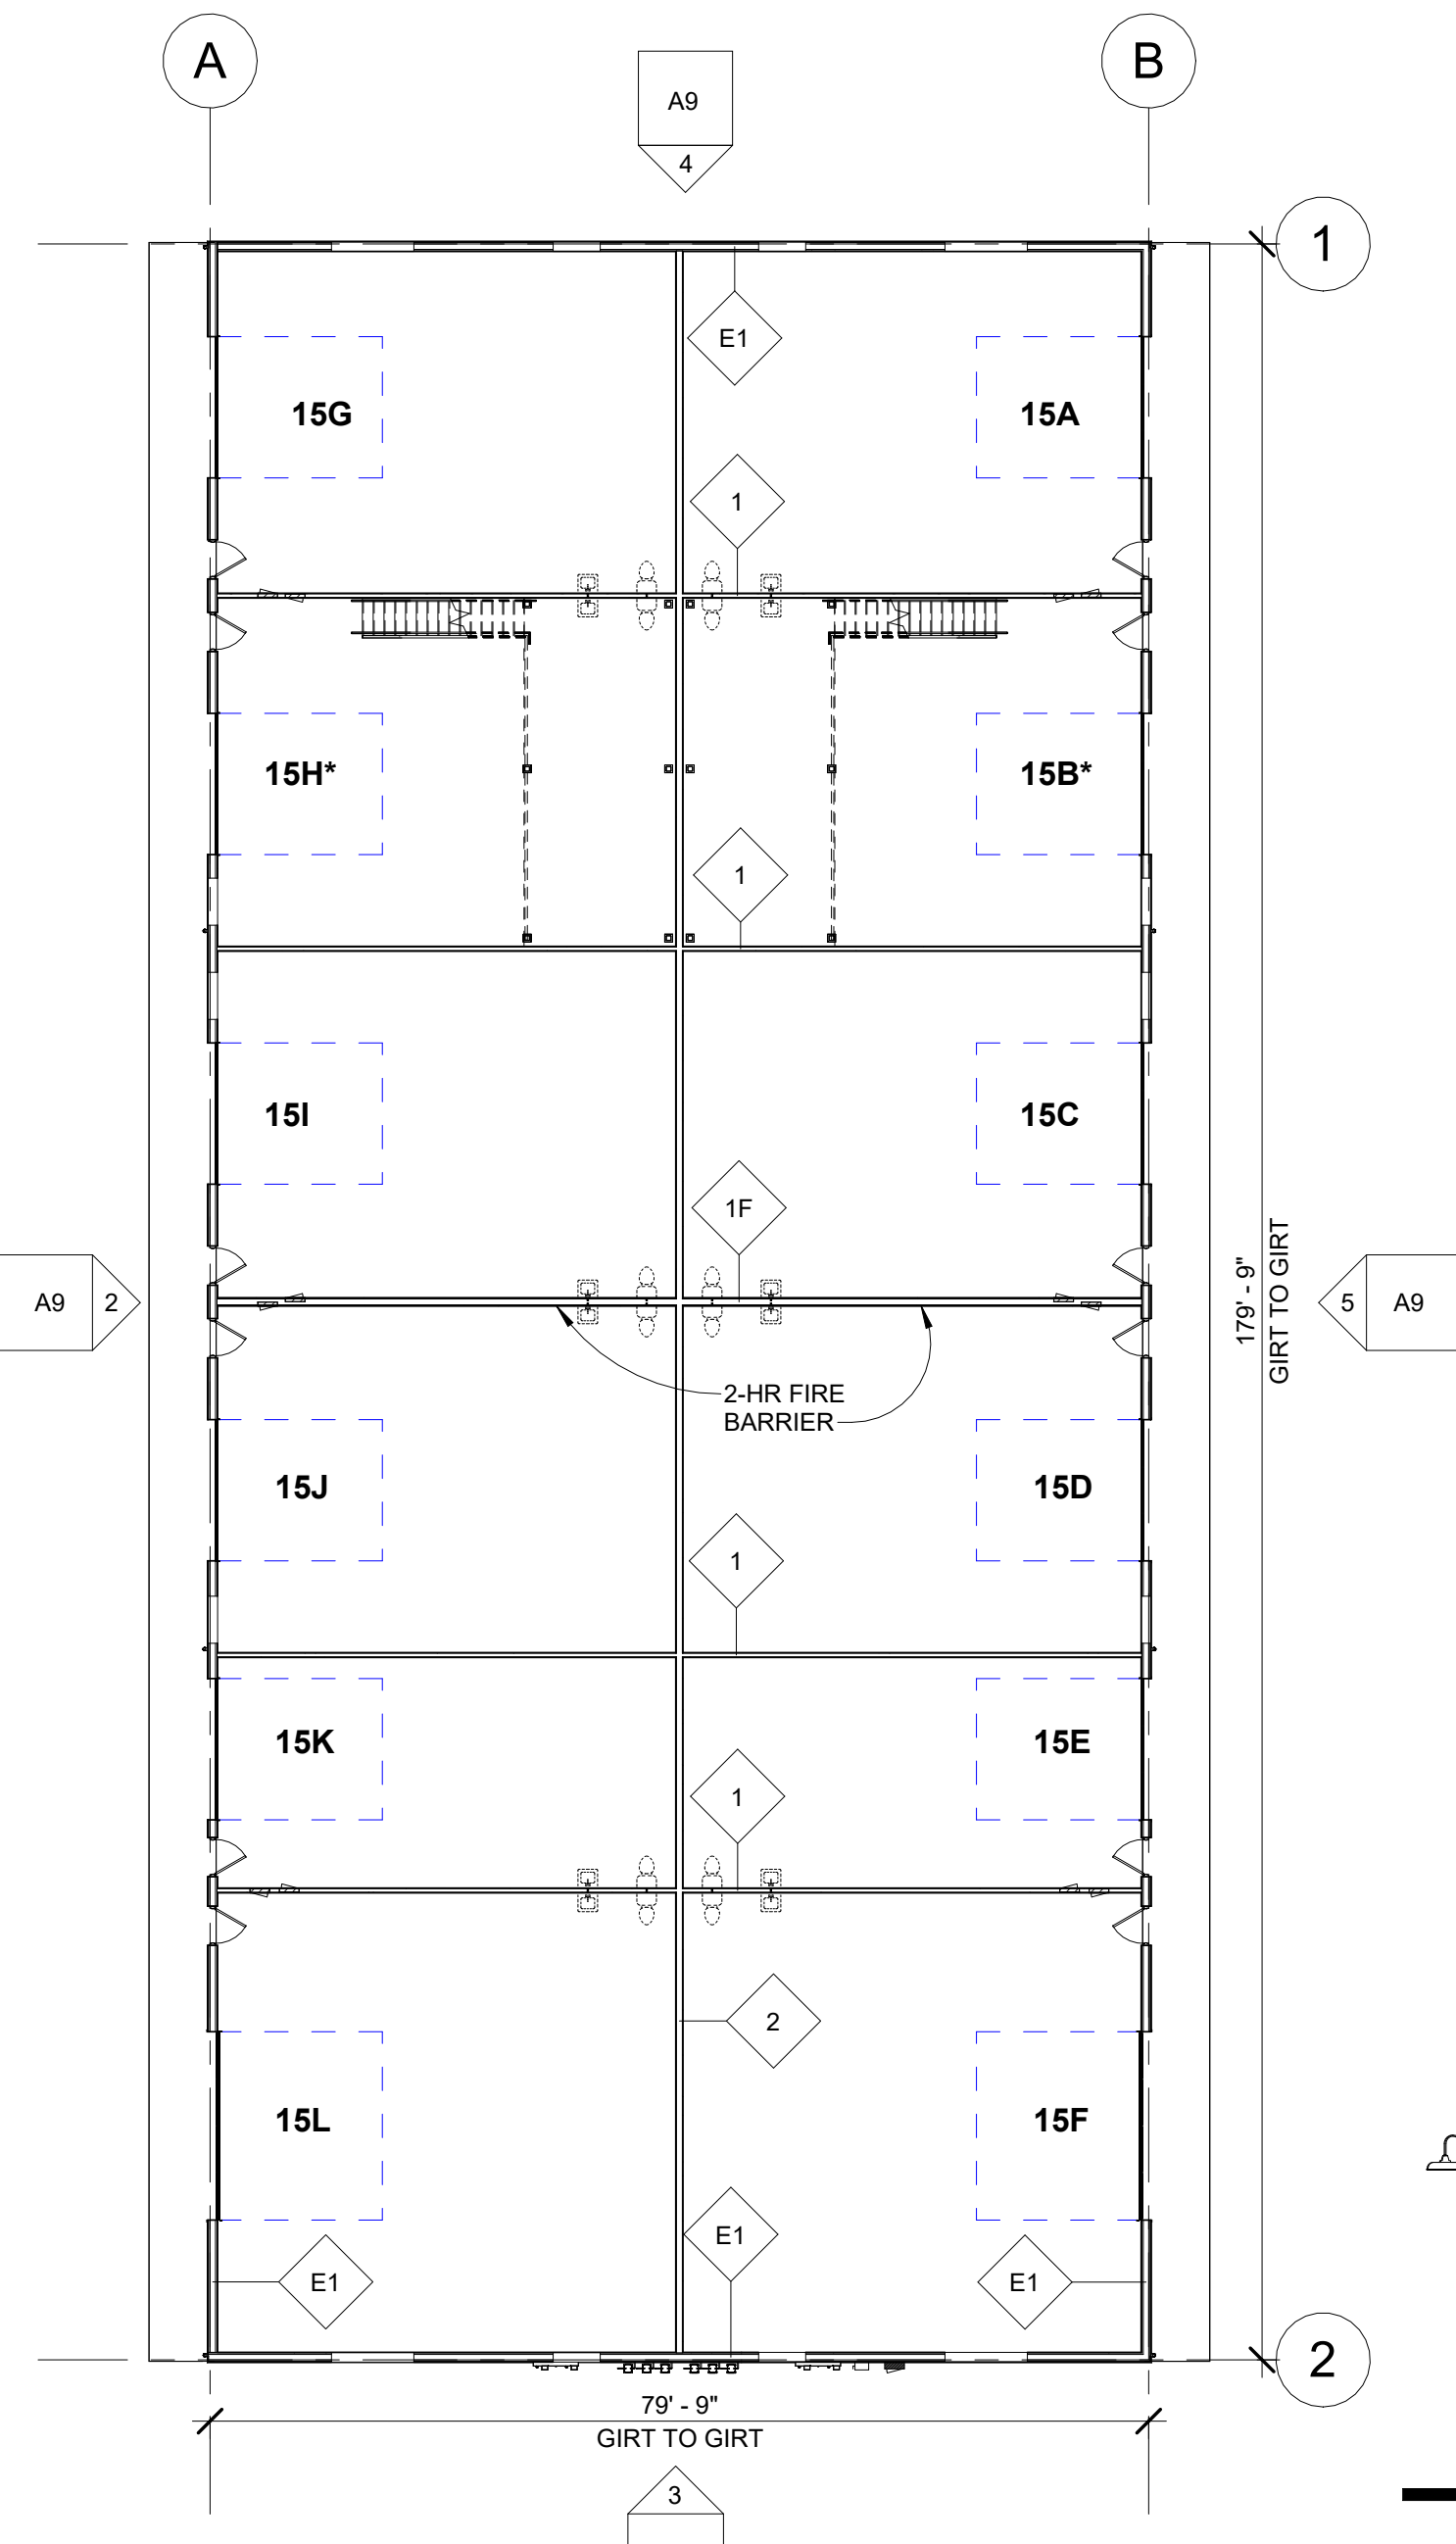 A
B
A9
4
1
E1
15G
15A
1
15H*
15B*
1
15I
15C
1F
179' - 9"
GIRT TO GIRT
A9
2
5
A9
2-HR FIRE
BARRIER
15J
15D
1
15K
15E
1
2
15L
15F
E1
E1
E1
2
79' - 9"
GIRT TO GIRT
3